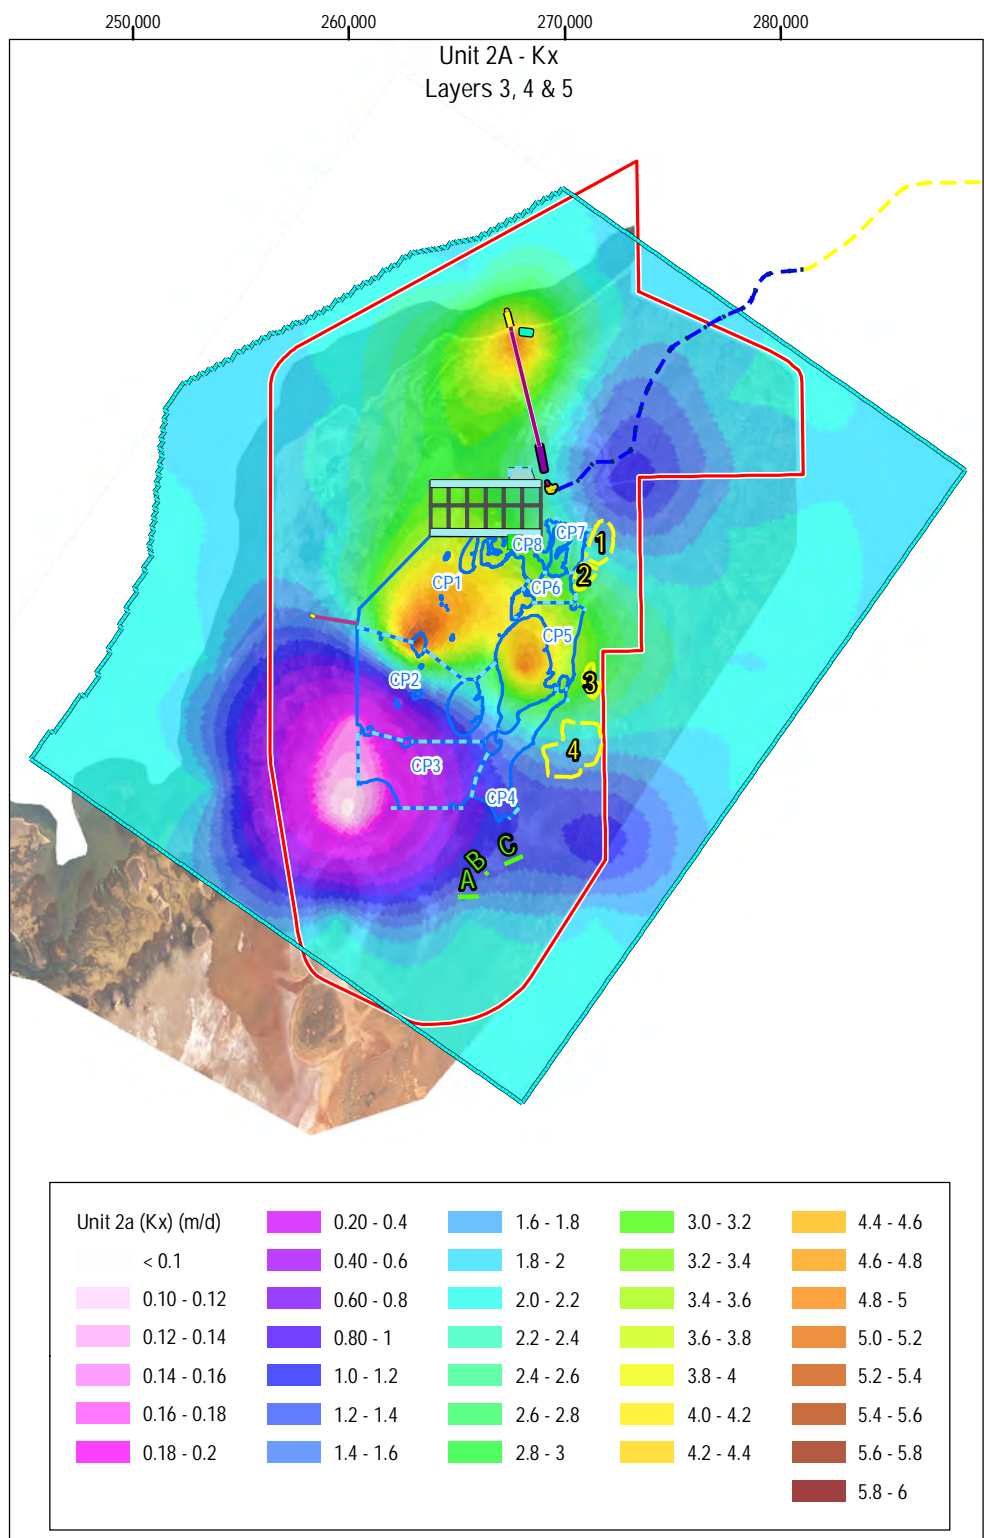 250,000 260,000 270,000 280,000
Unit 2A - Kx
Layers 3, 4 & 5
CP7
1
CP8
2
CP1
CP6
CP5
CP2
3
4
CP3
CP4
C
B
A
Unit 2a (Kx) (m/d)
< 0.1
0.10 - 0.12
0.12 - 0.14
0.14 - 0.16
0.16 - 0.18
0.18 - 0.2
0.20 - 0.4
0.40 - 0.6
0.60 - 0.8
0.80 - 1
1.0 - 1.2
1.2 - 1.4
1.4 - 1.6
1.6 - 1.8
1.8 - 2
2.0 - 2.2
2.2 - 2.4
2.4 - 2.6
2.6 - 2.8
2.8 - 3
3.0 - 3.2
3.2 - 3.4
3.4 - 3.6
3.6 - 3.8
3.8 - 4
4.0 - 4.2
4.2 - 4.4
4.4 - 4.6
4.6 - 4.8
4.8 - 5
5.0 - 5.2
5.2 - 5.4
5.4 - 5.6
5.6 - 5.8
5.8 - 6